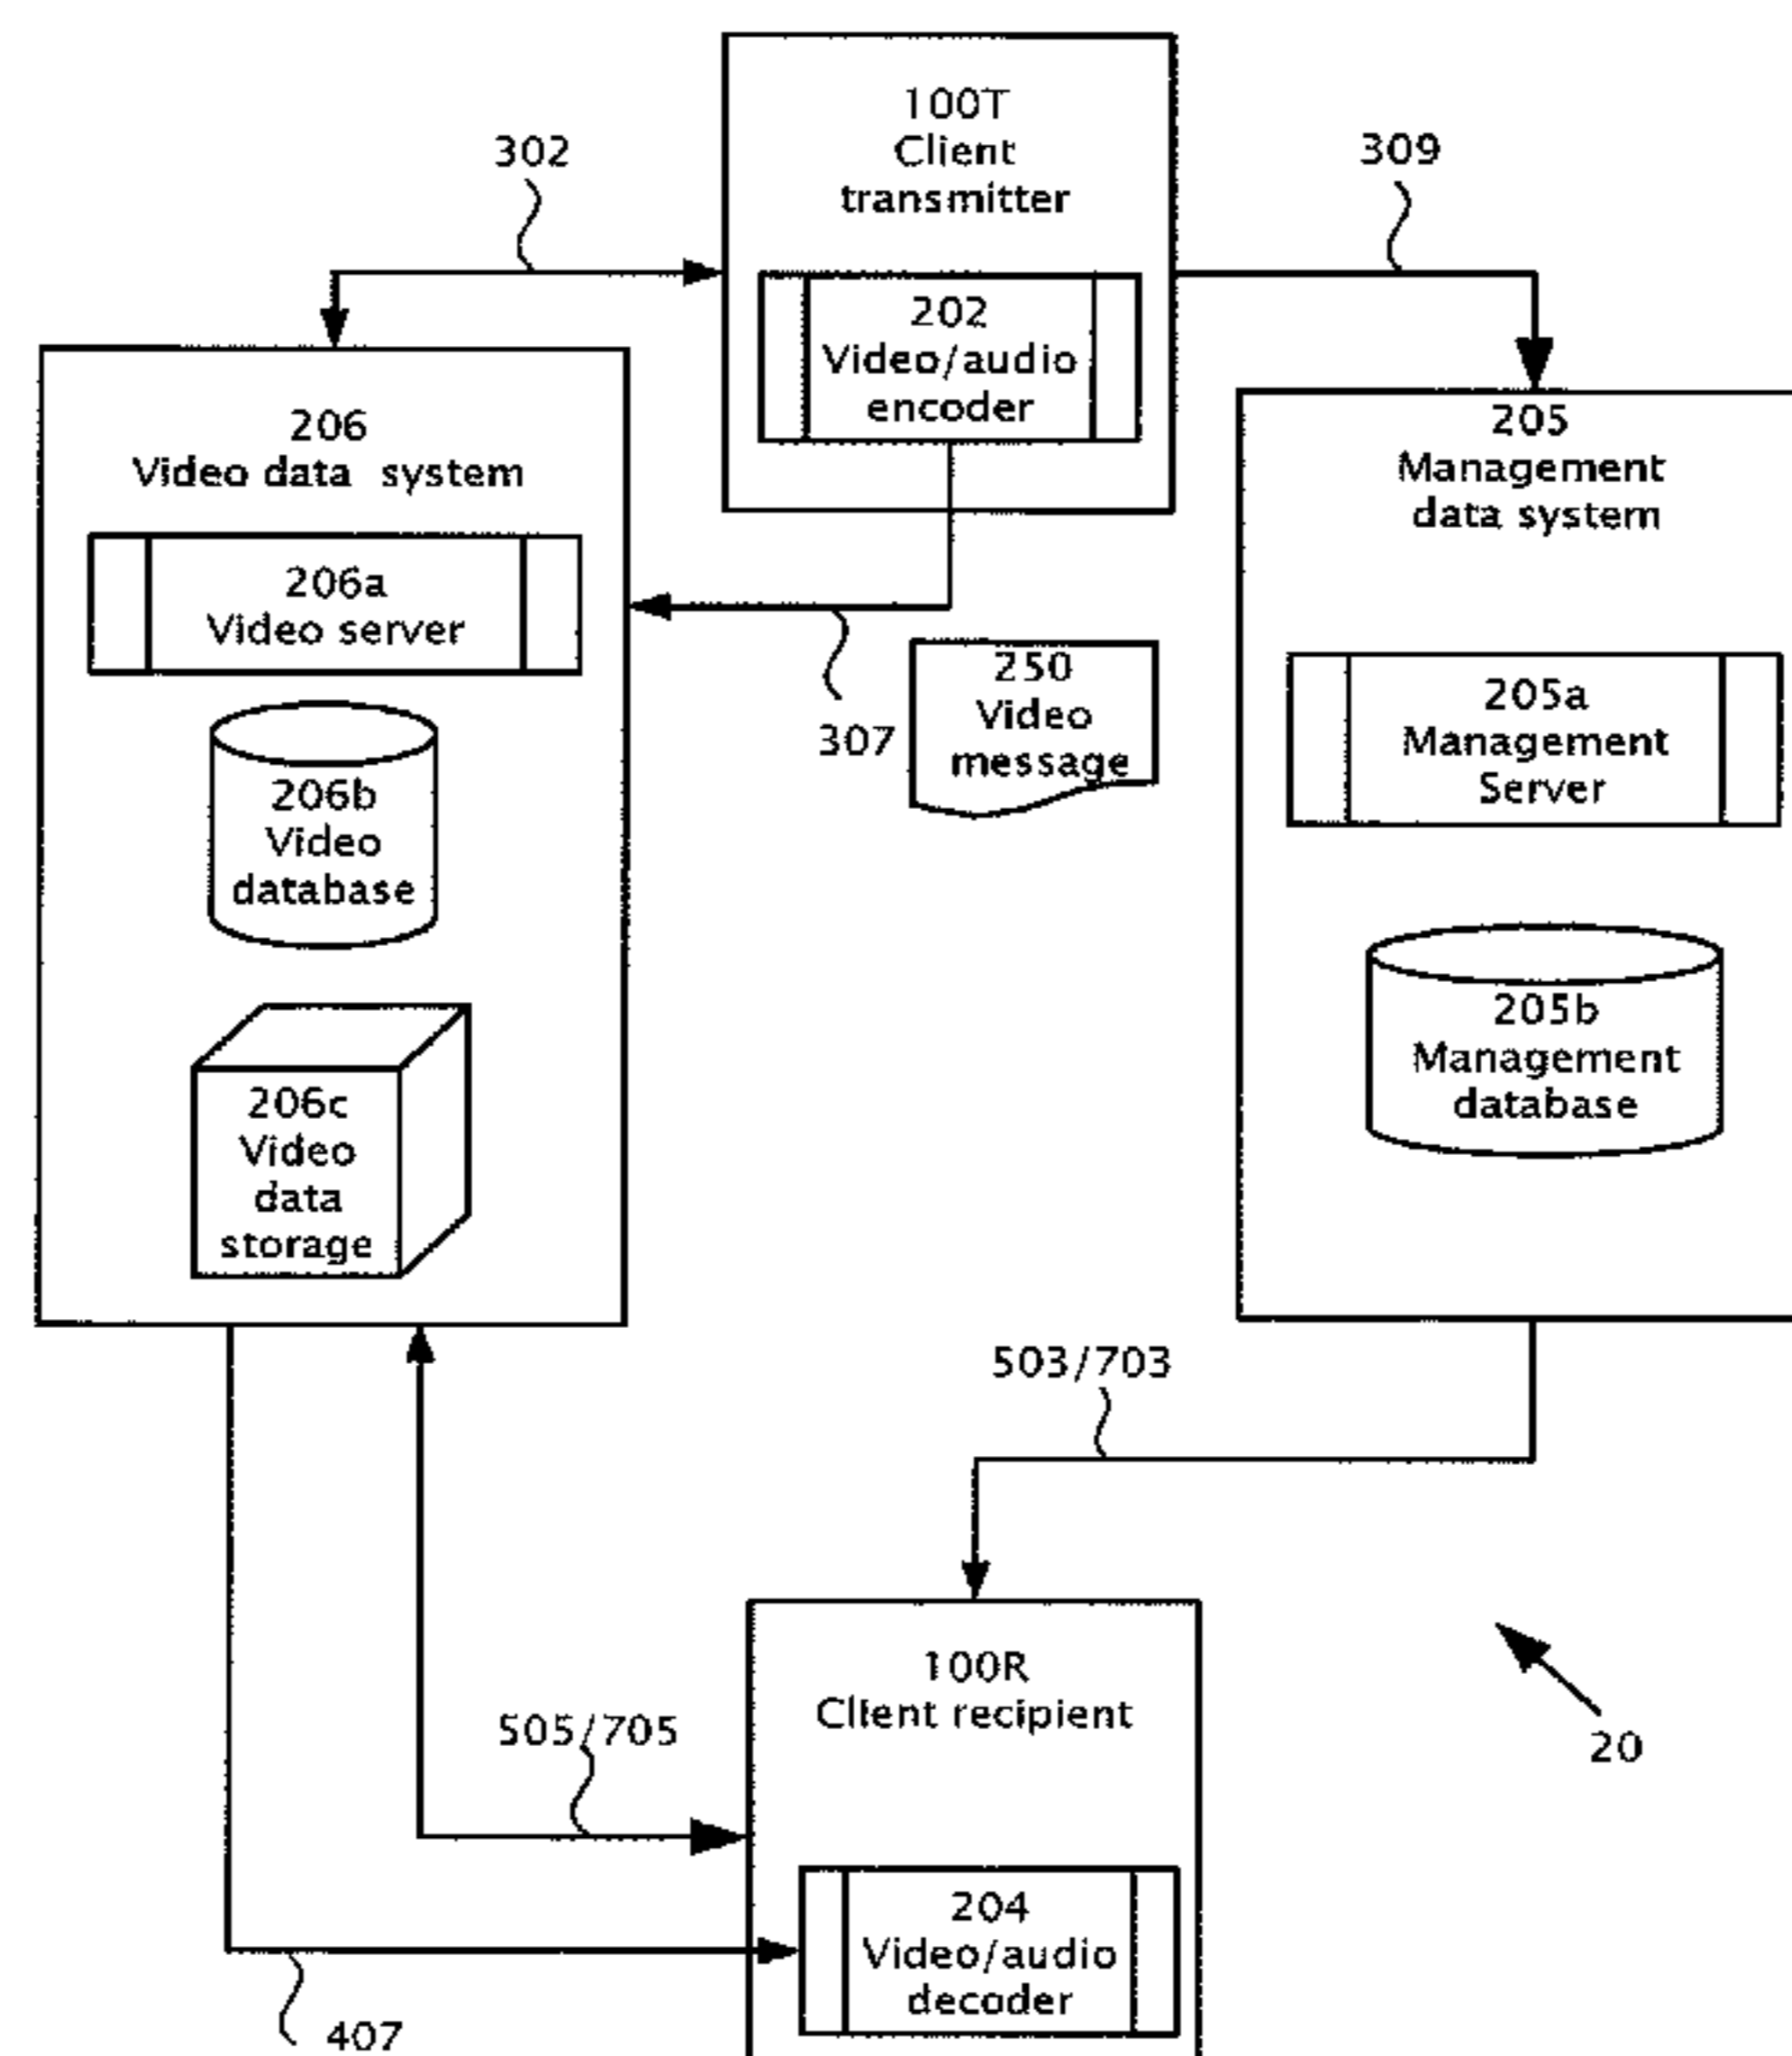 100T
Client
transmitter
302
309
202
Video/audio
encoder
206
Video data system
205
Management
data system
206a
Video server
250
Video
message
307
205a
Management
Server
206b
Video
database
205b
Management
database
206c
Video
data
storage
503/703
100R
Client recipient
505/705
20
204
Video/audio
decoder
407